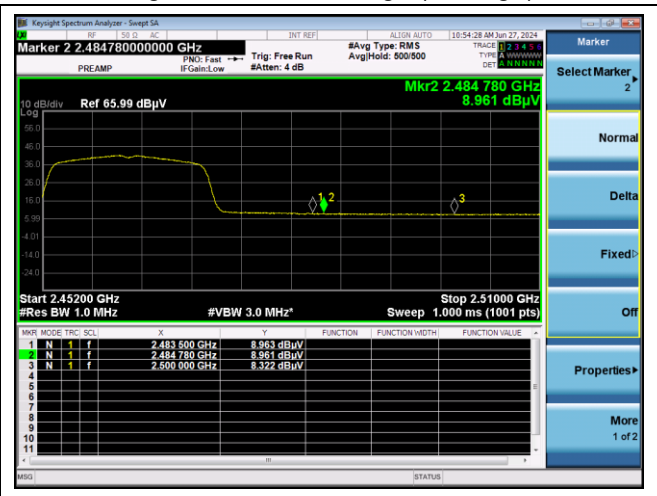 Keysight Spectrum Analyzer - Swept SA
RF 50 Ω AC INT REF ALIGN AUTO 10:54:28 AM Jun 27, 2024
Marker 2 2.484780000000 GHz
PREAMP
PNO: Fast
IFGain:Low
Trig: Free Run
#Atten: 4 dB
#Avg Type: RMS
Avg|Hold: 500/500
TRACE 1 2 3 4 5 6
TYPE A WWWWW
DET A N N N N N
Mkr2 2.484 780 GHz
8.961 dBµV
10 dB/div Ref 65.99 dBµV
Log
56.0
46.0
36.0
26.0
16.0
5.99
-4.01
-14.0
-24.0
1 2 3
Start 2.45200 GHz Stop 2.51000 GHz
#Res BW 1.0 MHz #VBW 3.0 MHz* Sweep 1.000 ms (1001 pts)
MKR MODE TRC SCL X Y FUNCTION FUNCTION WIDTH FUNCTION VALUE
1 N 1 f 2.483 500 GHz 8.963 dBµV
2 N 1 f 2.484 780 GHz 8.961 dBµV
3 N 1 f 2.500 000 GHz 8.322 dBµV
4
5
6
7
8
9
10
11
MSG STATUS
Marker
Select Marker
2
Normal
Delta
Fixed
Off
Properties
More
1 of 2